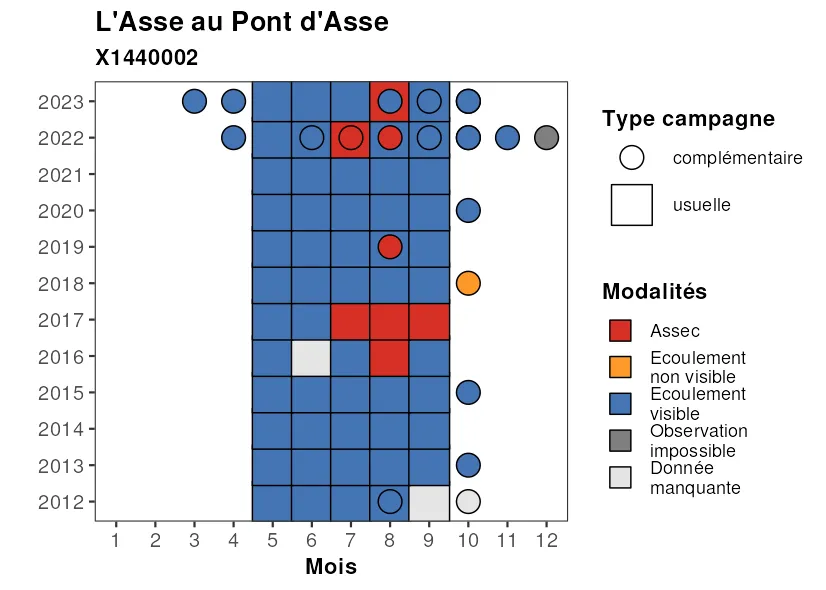 L'Asse au Pont d'Asse
X1440002
2023
2022
2021
2020
2019
2018
2017
2016
2015
2014
2013
2012
1 2 3 4 5 6 7 8 9 10 11 12
Mois
Type campagne
complémentaire
usuelle
Modalités
Assec
Ecoulement
non visible
Ecoulement
visible
Observation
impossible
Donnée
manquante